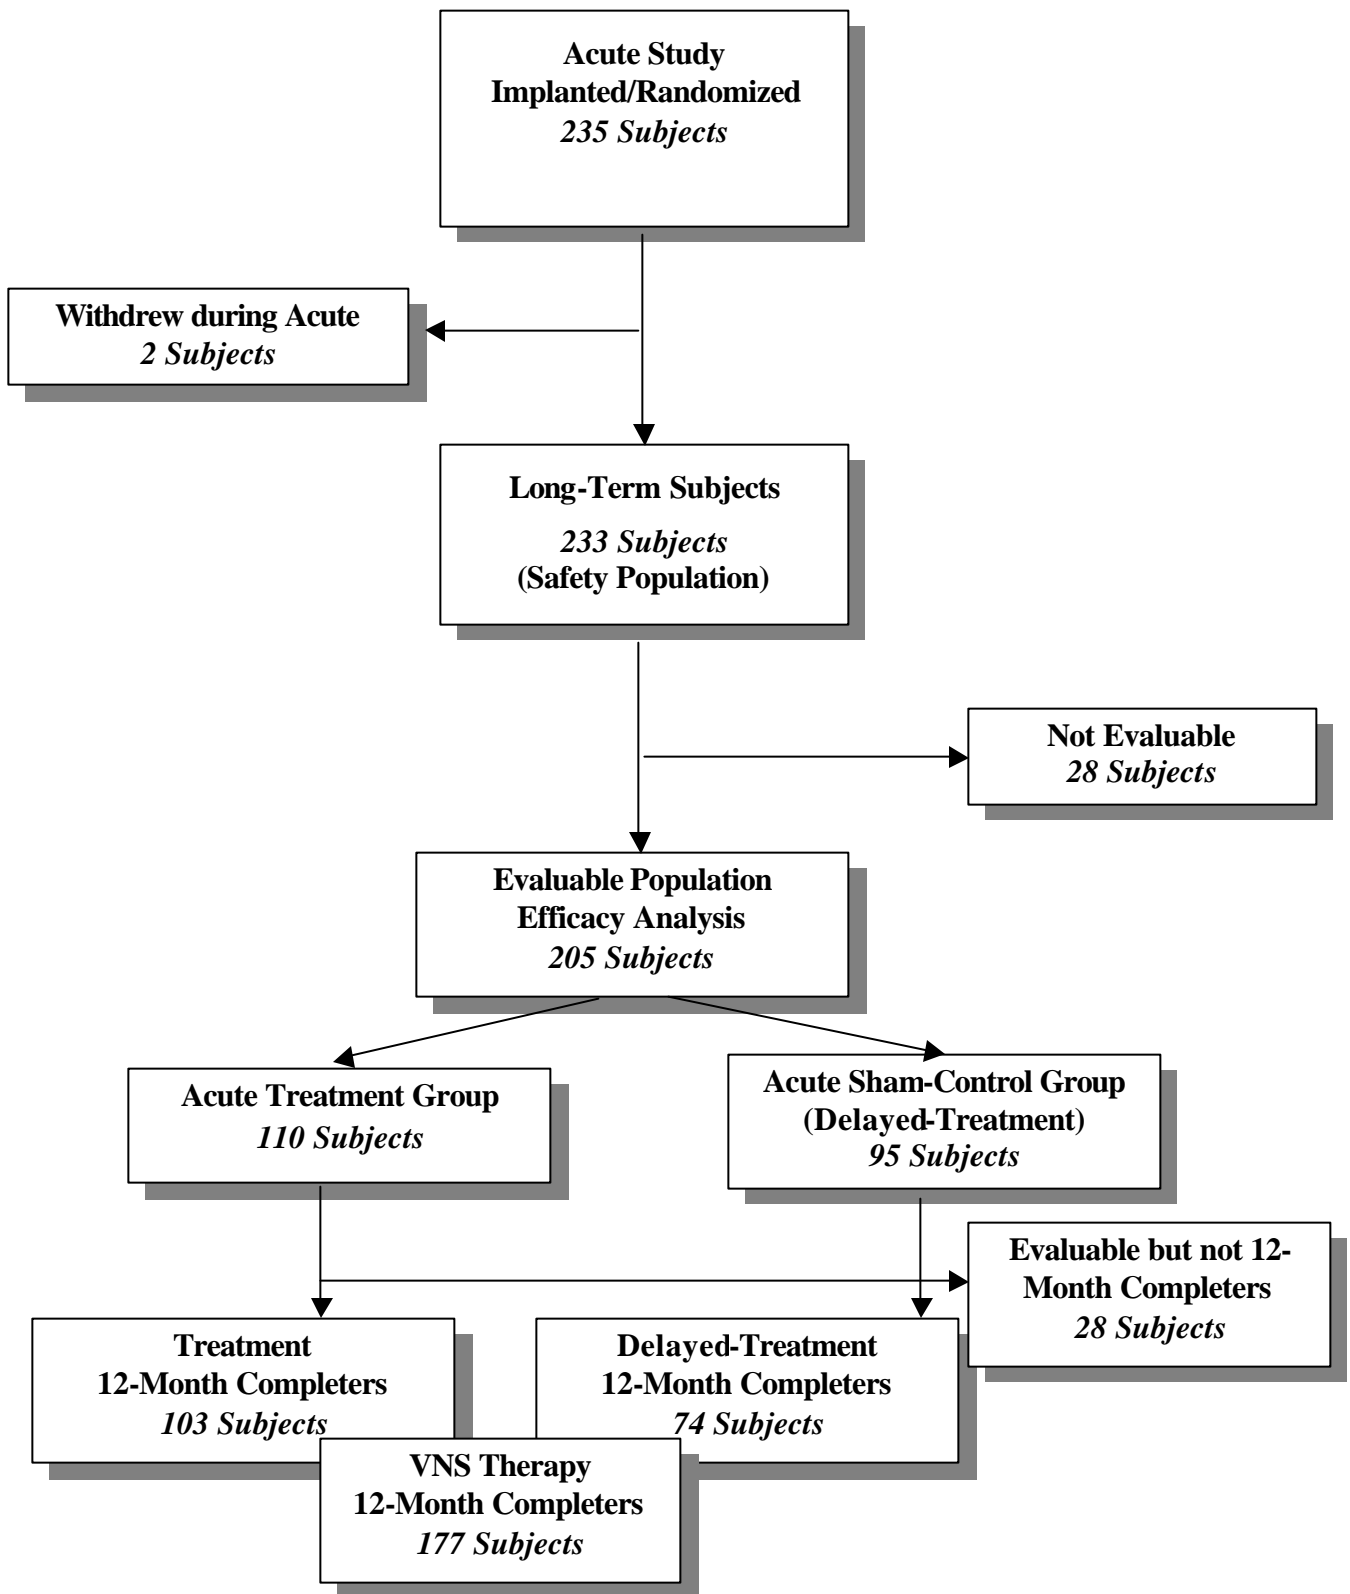 Acute Study
Implanted/Randomized
235 Subjects
Withdrew during Acute
2 Subjects
Long-Term Subjects
233 Subjects
(Safety Population)
Not Evaluable
28 Subjects
Evaluable Population
Efficacy Analysis
205 Subjects
Acute Treatment Group
110 Subjects
Acute Sham-Control Group
(Delayed-Treatment)
95 Subjects
Evaluable but not 12-
Month Completers
28 Subjects
Treatment
12-Month Completers
103 Subjects
Delayed-Treatment
12-Month Completers
74 Subjects
VNS Therapy
12-Month Completers
177 Subjects